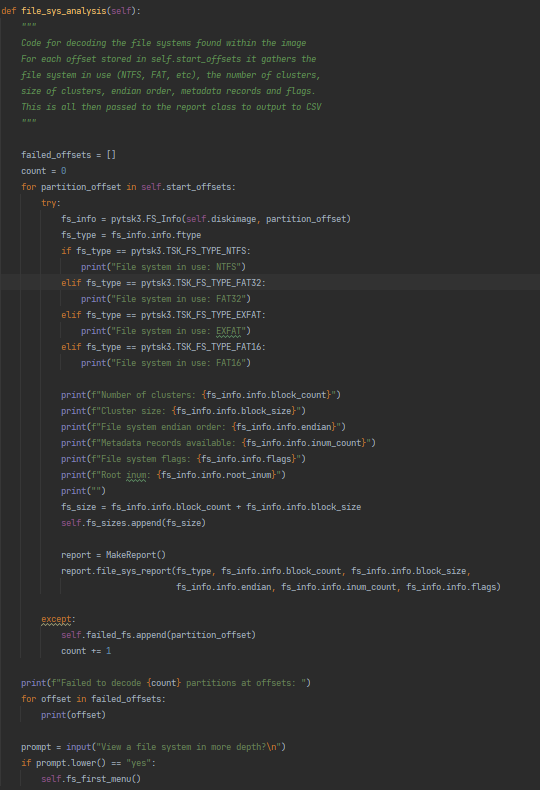 def file_sys_analysis(self):
    """
    Code for decoding the file systems found within the image
    For each offset stored in self.start_offsets it gathers the
    file system in use (NTFS, FAT, etc), the number of clusters,
    size of clusters, endian order, metadata records and flags.
    This is all then passed to the report class to output to CSV
    """

    failed_offsets = []
    count = 0
    for partition_offset in self.start_offsets:
        try:
            fs_info = pytsk3.FS_Info(self.diskimage, partition_offset)
            fs_type = fs_info.info.ftype
            if fs_type == pytsk3.TSK_FS_TYPE_NTFS:
                print("File system in use: NTFS")
            elif fs_type == pytsk3.TSK_FS_TYPE_FAT32:
                print("File system in use: FAT32")
            elif fs_type == pytsk3.TSK_FS_TYPE_EXFAT:
                print("File system in use: EXFAT")
            elif fs_type == pytsk3.TSK_FS_TYPE_FAT16:
                print("File system in use: FAT16")

            print(f"Number of clusters: {fs_info.info.block_count}")
            print(f"Cluster size: {fs_info.info.block_size}")
            print(f"File system endian order: {fs_info.info.endian}")
            print(f"Metadata records available: {fs_info.info.inum_count}")
            print(f"File system flags: {fs_info.info.flags}")
            print(f"Root inum: {fs_info.info.root_inum}")
            print("")
            fs_size = fs_info.info.block_count + fs_info.info.block_size
            self.fs_sizes.append(fs_size)

            report = MakeReport()
            report.file_sys_report(fs_type, fs_info.info.block_count, fs_info.info.block_size,
                                   fs_info.info.endian, fs_info.info.inum_count, fs_info.info.flags)

        except:
            self.failed_fs.append(partition_offset)
            count += 1

    print(f"Failed to decode {count} partitions at offsets: ")
    for offset in failed_offsets:
        print(offset)

    prompt = input("View a file system in more depth?\n")
    if prompt.lower() == "yes":
        self.fs_first_menu()